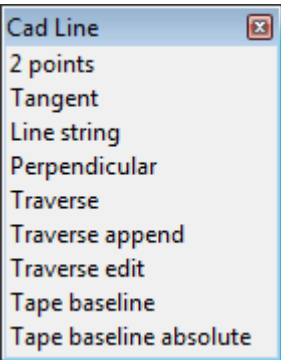 Cad Line
2 points
Tangent
Line string
Perpendicular
Traverse
Traverse append
Traverse edit
Tape baseline
Tape baseline absolute